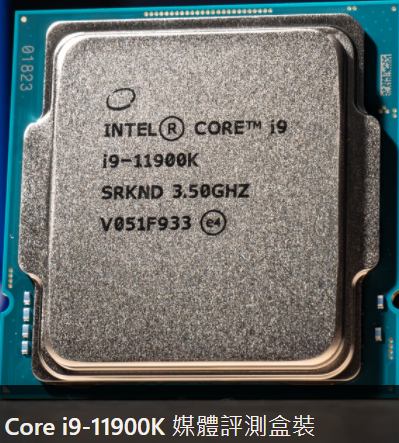 01823
INTEL® CORE™ i9
i9-11900K
SRKND 3.50GHZ
V051F933 e4
Core i9-11900K 媒體評測盒裝